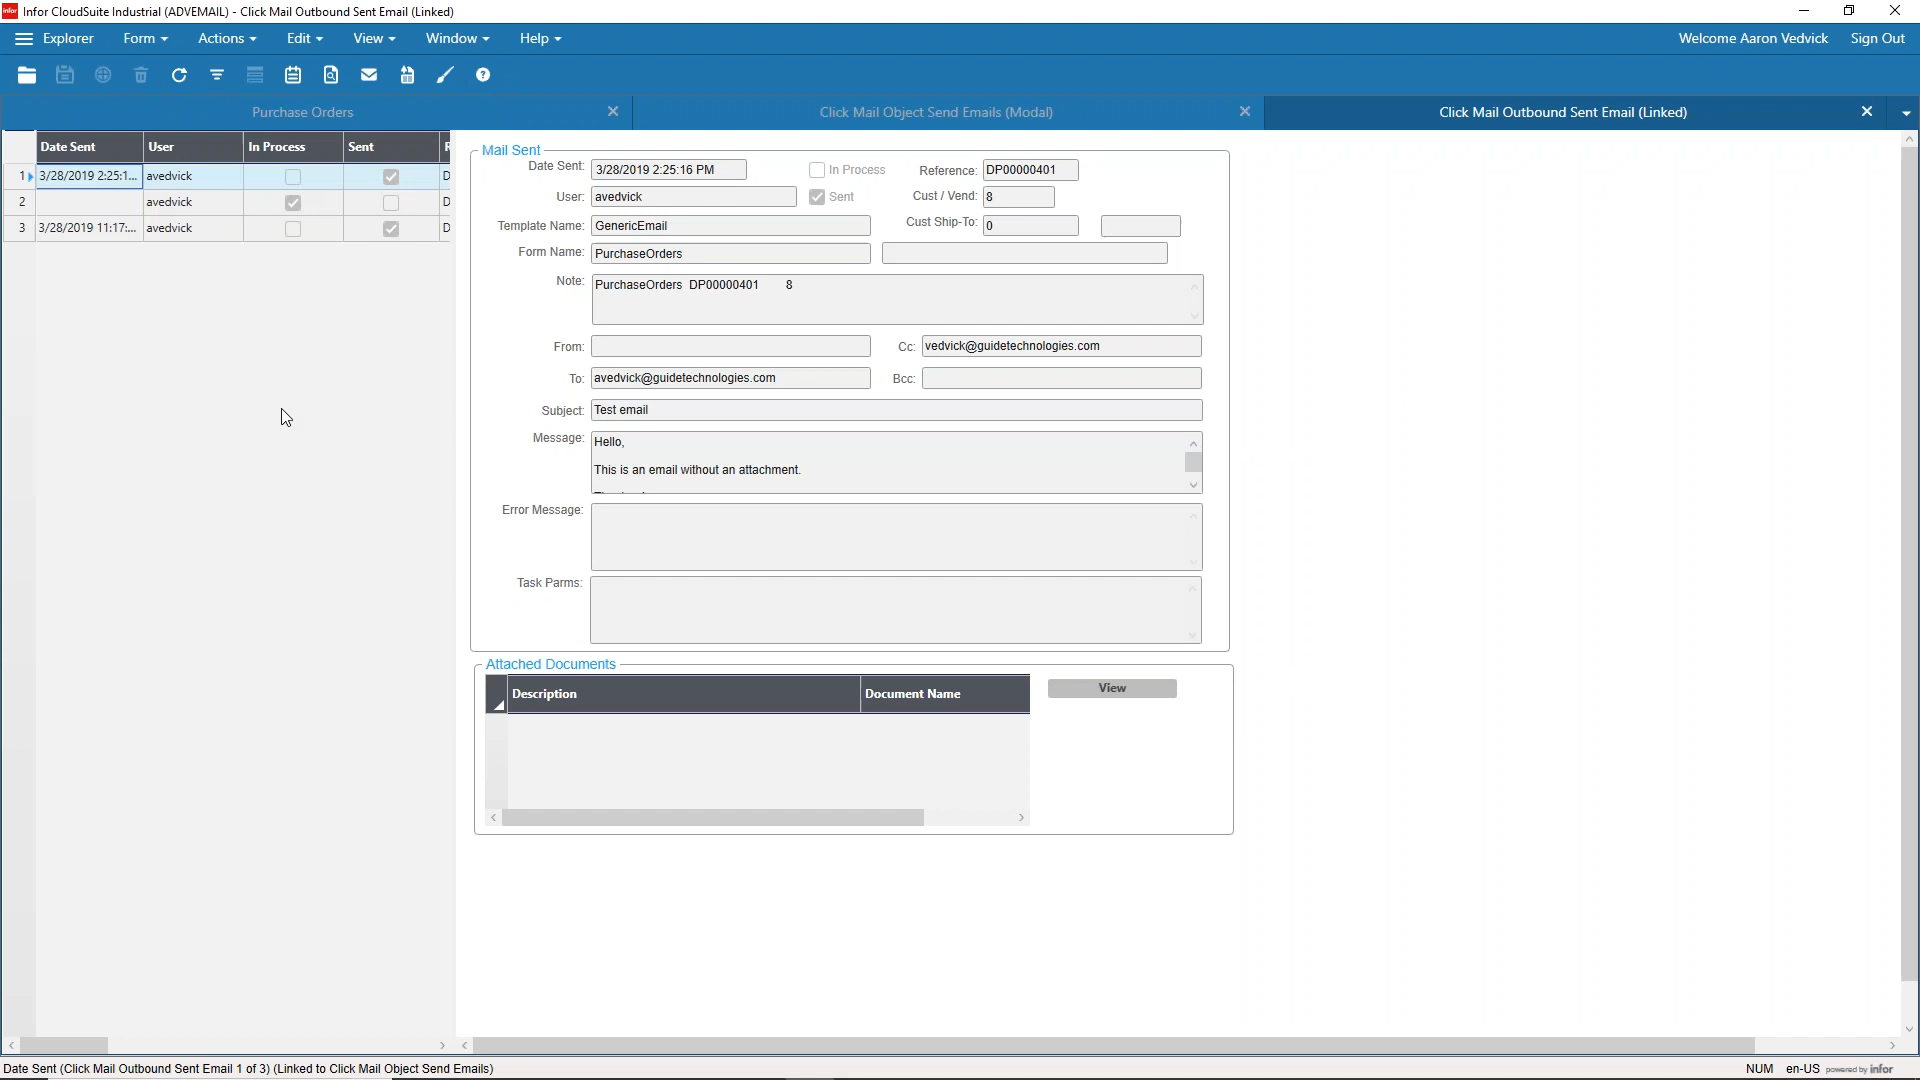 infor Infor CloudSuite Industrial (ADVEMAIL) - Click Mail Outbound Sent Email (Linked)
Explorer Form Actions Edit View Window Help Welcome Aaron Vedvick Sign Out
Purchase Orders Click Mail Object Send Emails (Modal) Click Mail Outbound Sent Email (Linked)
Date Sent User In Process Sent
1 3/28/2019 2:25:1... avedvick D
2 avedvick D
3 3/28/2019 11:17:... avedvick D
Mail Sent
Date Sent: 3/28/2019 2:25:16 PM In Process Reference: DP00000401
User: avedvick Sent Cust / Vend: 8
Template Name: GenericEmail Cust Ship-To: 0
Form Name: PurchaseOrders
Note: PurchaseOrders DP00000401 8
From: Cc: vedvick@guidetechnologies.com
To: avedvick@guidetechnologies.com Bcc:
Subject: Test email
Message: Hello,
This is an email without an attachment.
Error Message:
Task Parms:
Attached Documents
Description Document Name View
Date Sent (Click Mail Outbound Sent Email 1 of 3) (Linked to Click Mail Object Send Emails) NUM en-US powered by infor